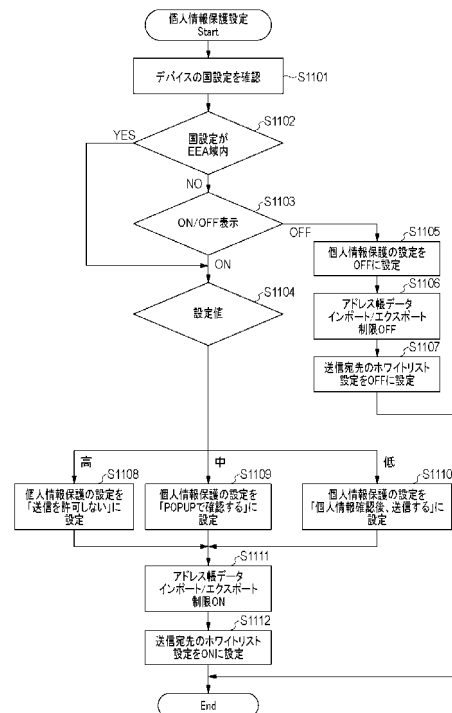 個人情報保護設定
Start
デバイスの国設定を確認
S1101
S1102
YES
国設定が
EEA域内
NO
S1103
ON/OFF表示
OFF
ON
S1105
個人情報保護の設定を
OFFに設定
S1104
設定値
S1106
アドレス帳データ
インポート/エクスポート
制限OFF
S1107
送信宛先のホワイトリスト
設定をOFFに設定
高
中
低
S1108
個人情報保護の設定を
「送信を許可しない」に
設定
S1109
個人情報保護の設定を
「POPUPで確認する」に
設定
S1110
個人情報保護の設定を
「個人情報確認後、送信する」に
設定
S1111
アドレス帳データ
インポート/エクスポート
制限ON
S1112
送信宛先のホワイトリスト
設定をONに設定
End